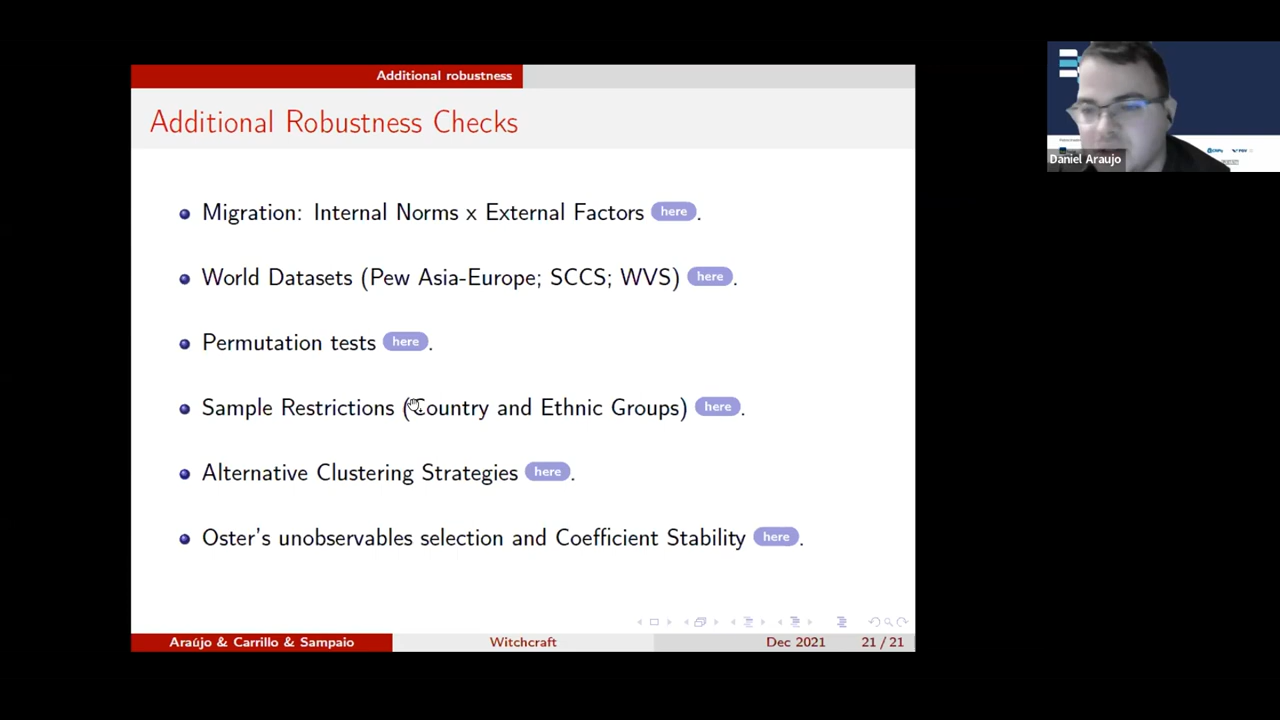 Additional robustness
Additional Robustness Checks
Migration: Internal Norms x External Factors here.
World Datasets (Pew Asia-Europe; SCCS; WVS) here.
Permutation tests here.
Sample Restrictions (Country and Ethnic Groups) here.
Alternative Clustering Strategies here.
Oster's unobservables selection and Coefficient Stability here.
Araújo & Carrillo & Sampaio Witchcraft Dec 2021 21 / 21
Daniel Araujo